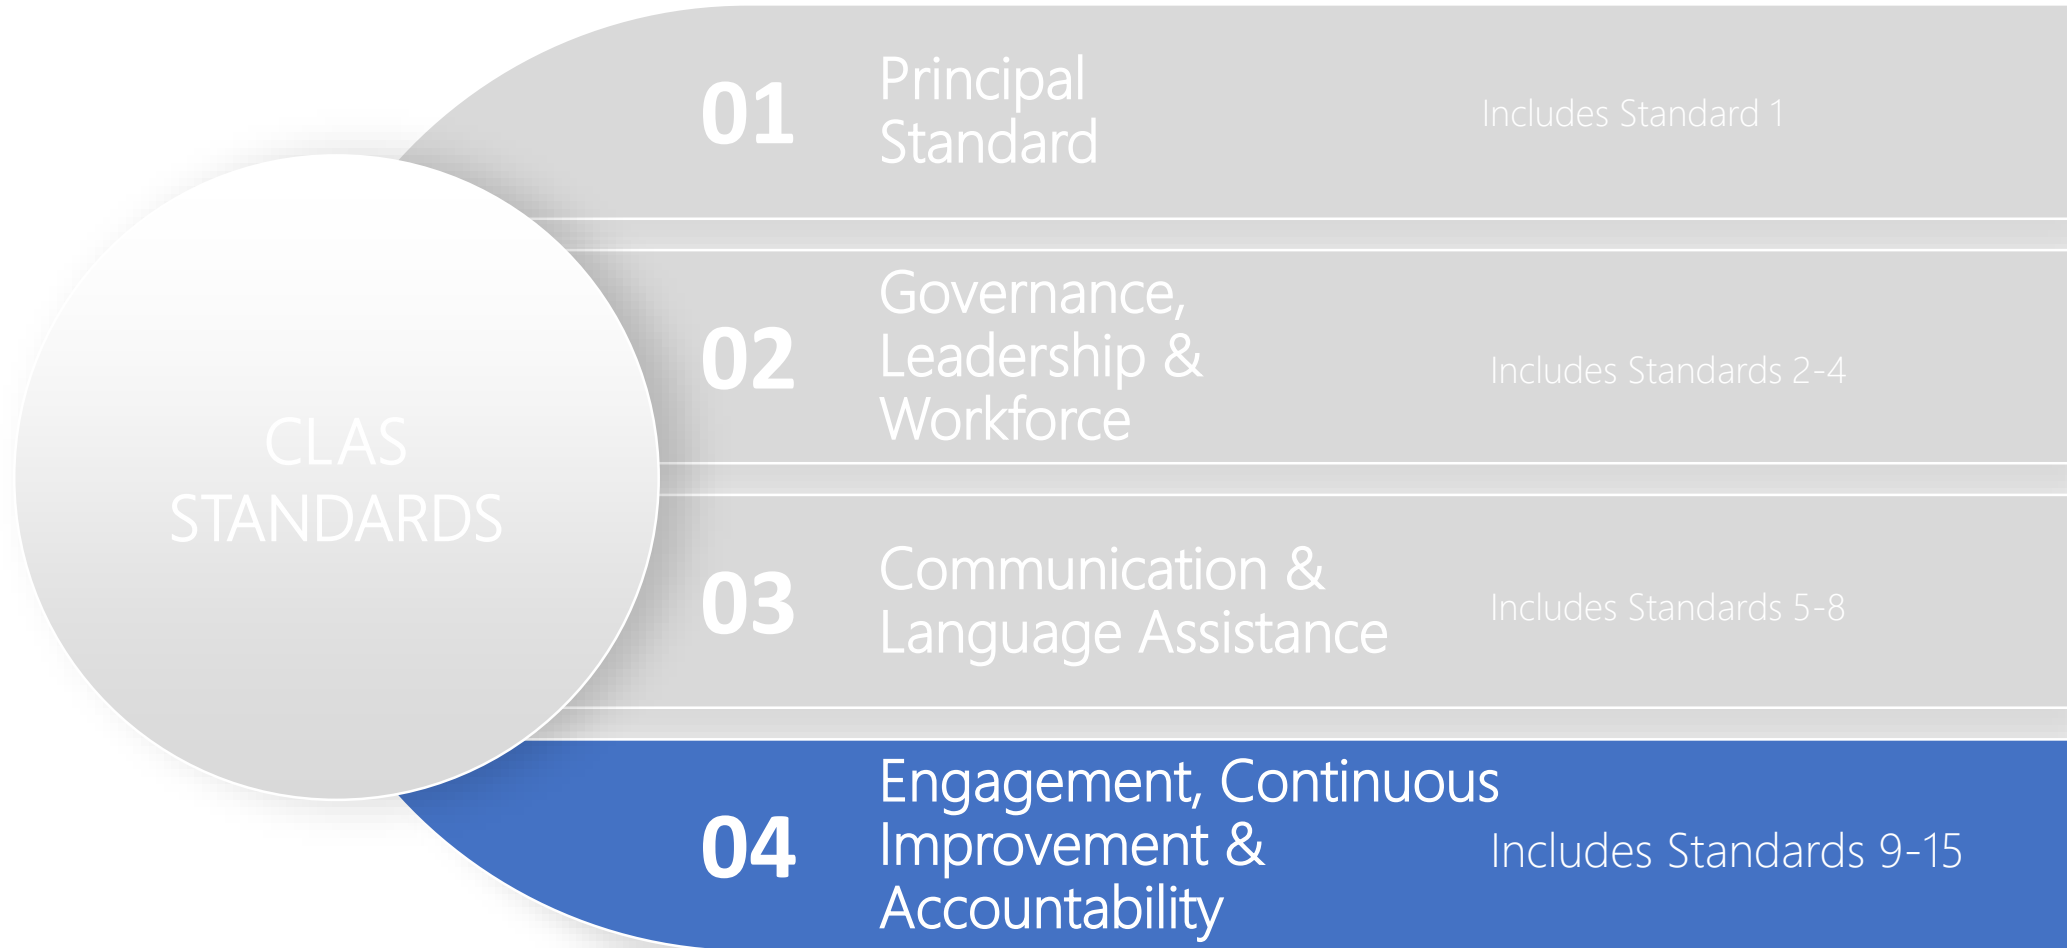 CLAS
STANDARDS
01
Principal
Standard
Includes Standard 1
02
Governance,
Leadership &
Workforce
Includes Standards 2-4
03
Communication &
Language Assistance
Includes Standards 5-8
04
Engagement, Continuous
Improvement &
Accountability
Includes Standards 9-15